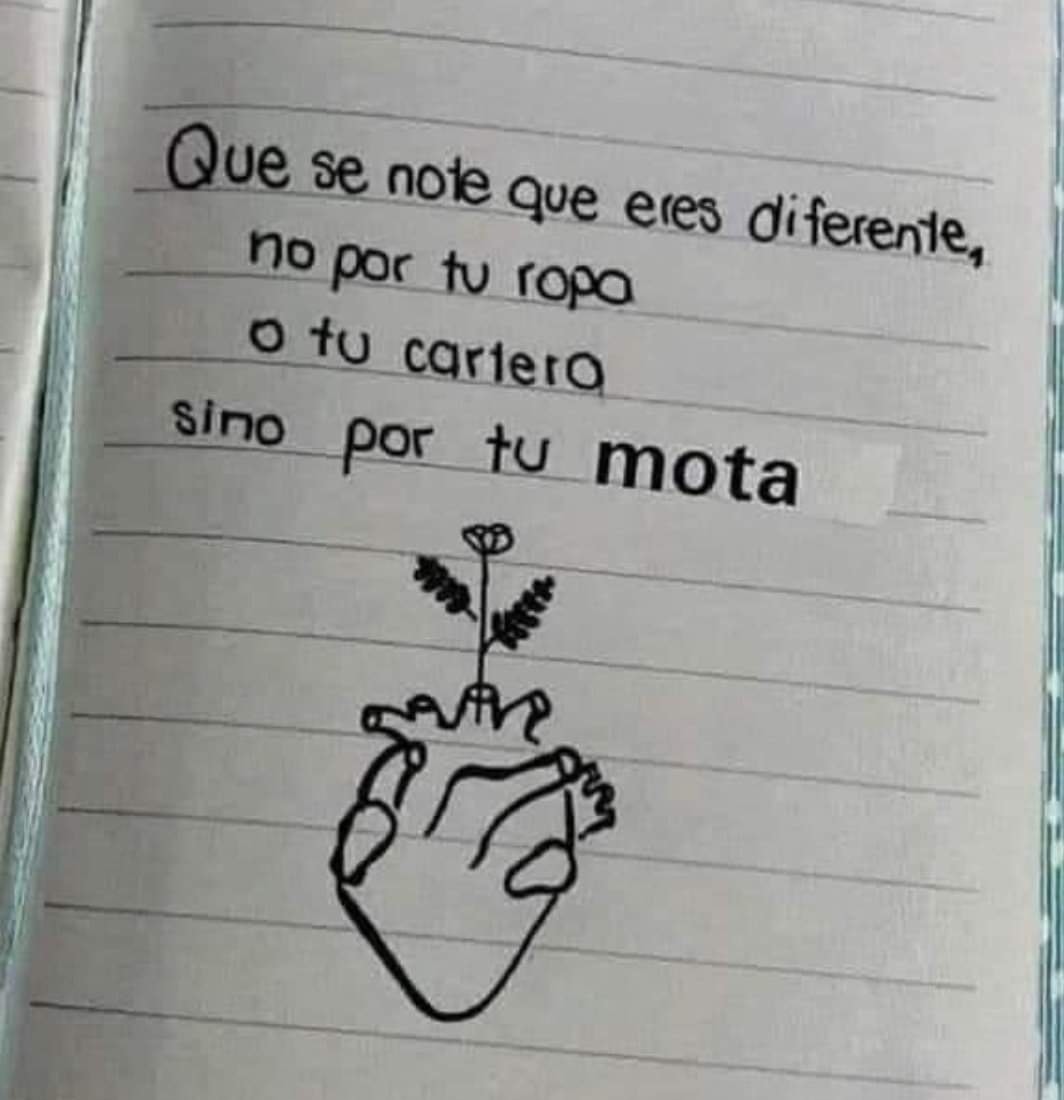 Que se note que eres diferente,
no por tu ropa
o tu cartera
sino por tu mota